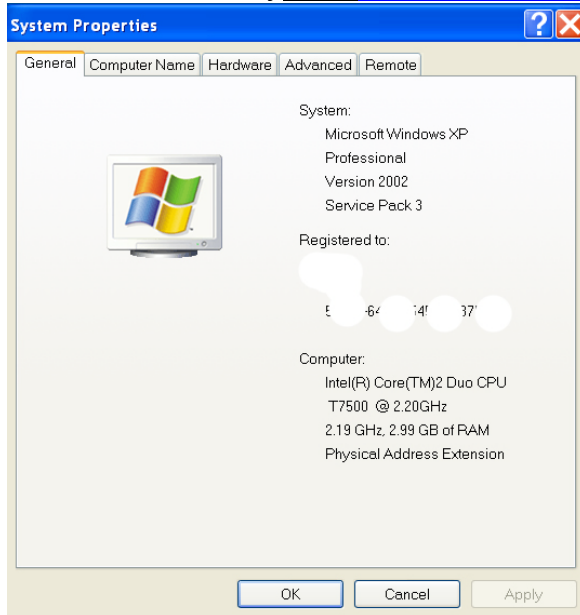 System Properties
General Computer Name Hardware Advanced Remote
System:
Microsoft Windows XP
Professional
Version 2002
Service Pack 3
Registered to:
-64
37
Computer:
Intel(R) Core(TM)2 Duo CPU
T7500 @ 2.20GHz
2.19 GHz, 2.99 GB of RAM
Physical Address Extension
OK Cancel Apply